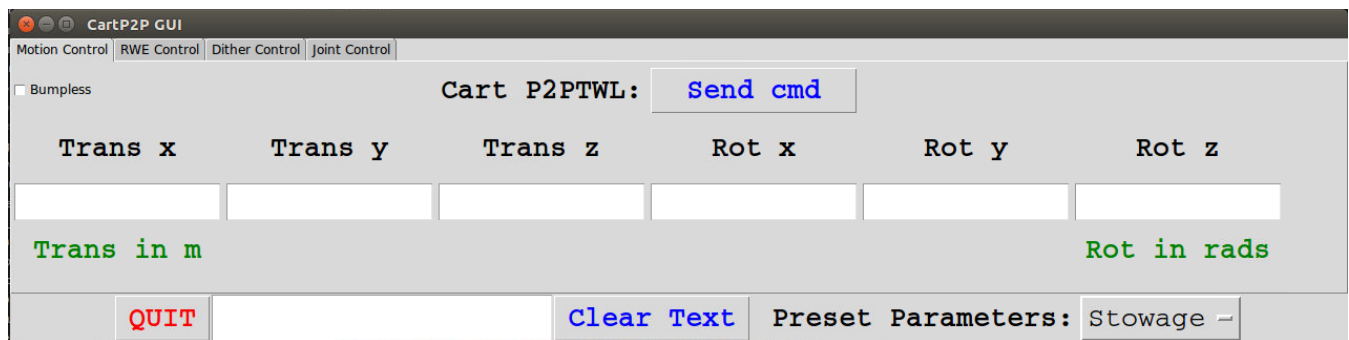 CartP2P GUI
Motion Control RWE Control Dither Control Joint Control
Bumpless Cart P2PTWL: Send cmd
Trans x Trans y Trans z Rot x Rot y Rot z
Trans in m Rot in rads
QUIT Clear Text Preset Parameters: Stowage